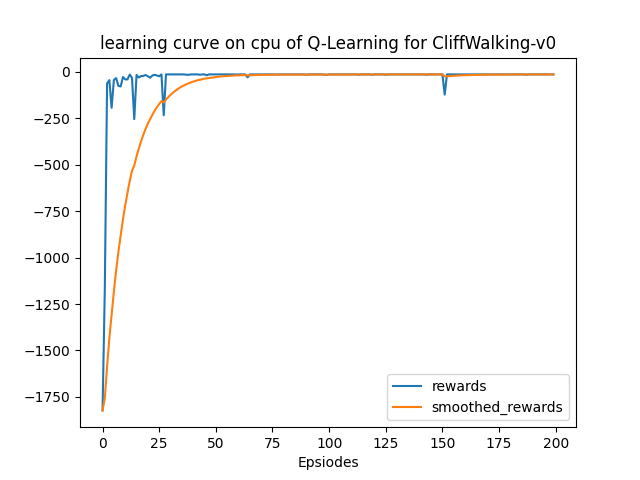 learning curve on cpu of Q-Learning for CliffWalking-v0
0
−250
−500
−750
−1000
−1250
−1500
−1750
rewards
smoothed_rewards
0 25 50 75 100 125 150 175 200
Epsiodes